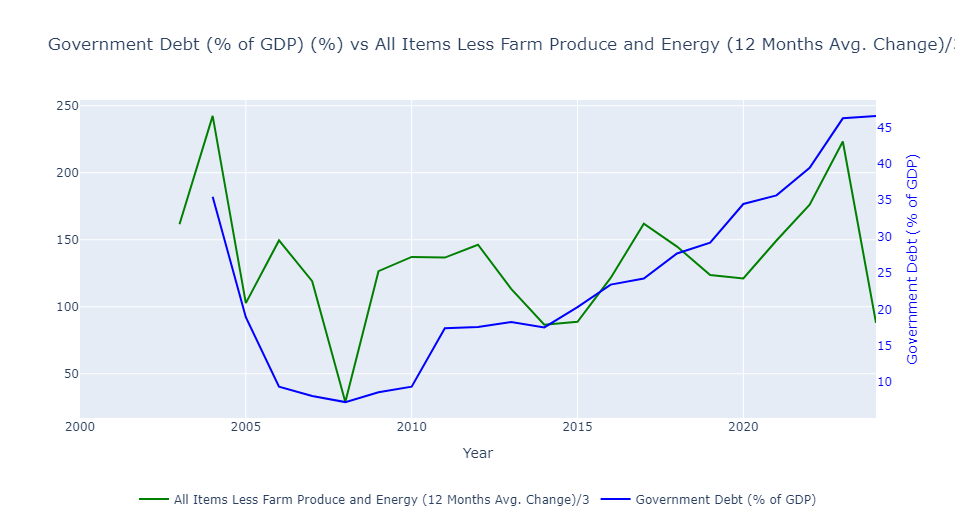 Government Debt (% of GDP) (%) vs All Items Less Farm Produce and Energy (12 Months Avg. Change)/
250
200
150
100
50
45
40
35
30
25
20
15
10
Government Debt (% of GDP)
2000 2005 2010 2015 2020
Year
All Items Less Farm Produce and Energy (12 Months Avg. Change)/3 Government Debt (% of GDP)